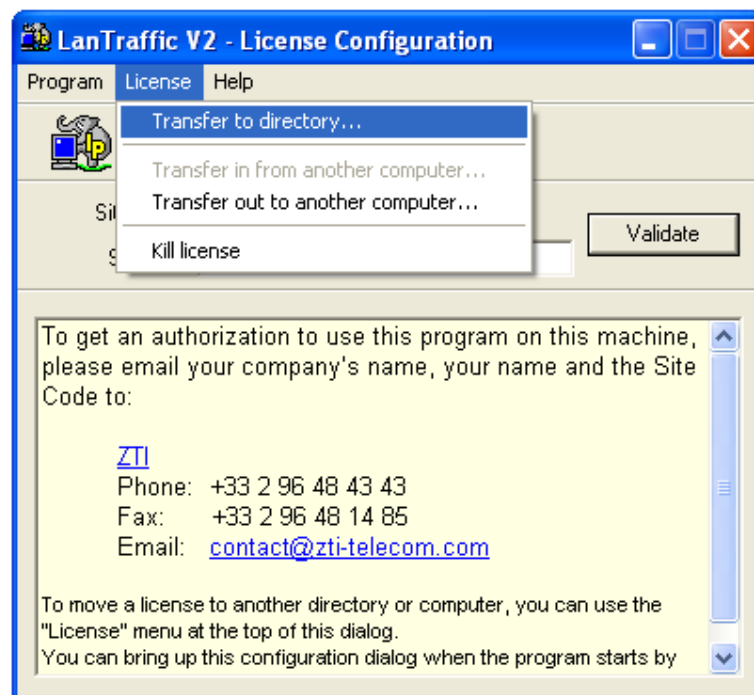 LanTraffic V2 - License Configuration
Program License Help
Transfer to directory...
Transfer in from another computer...
Transfer out to another computer...
Kill license
Validate
To get an authorization to use this program on this machine,
please email your company's name, your name and the Site
Code to:
ZTI
Phone: +33 2 96 48 43 43
Fax: +33 2 96 48 14 85
Email: contact@zti-telecom.com
To move a license to another directory or computer, you can use the
"License" menu at the top of this dialog.
You can bring up this configuration dialog when the program starts by